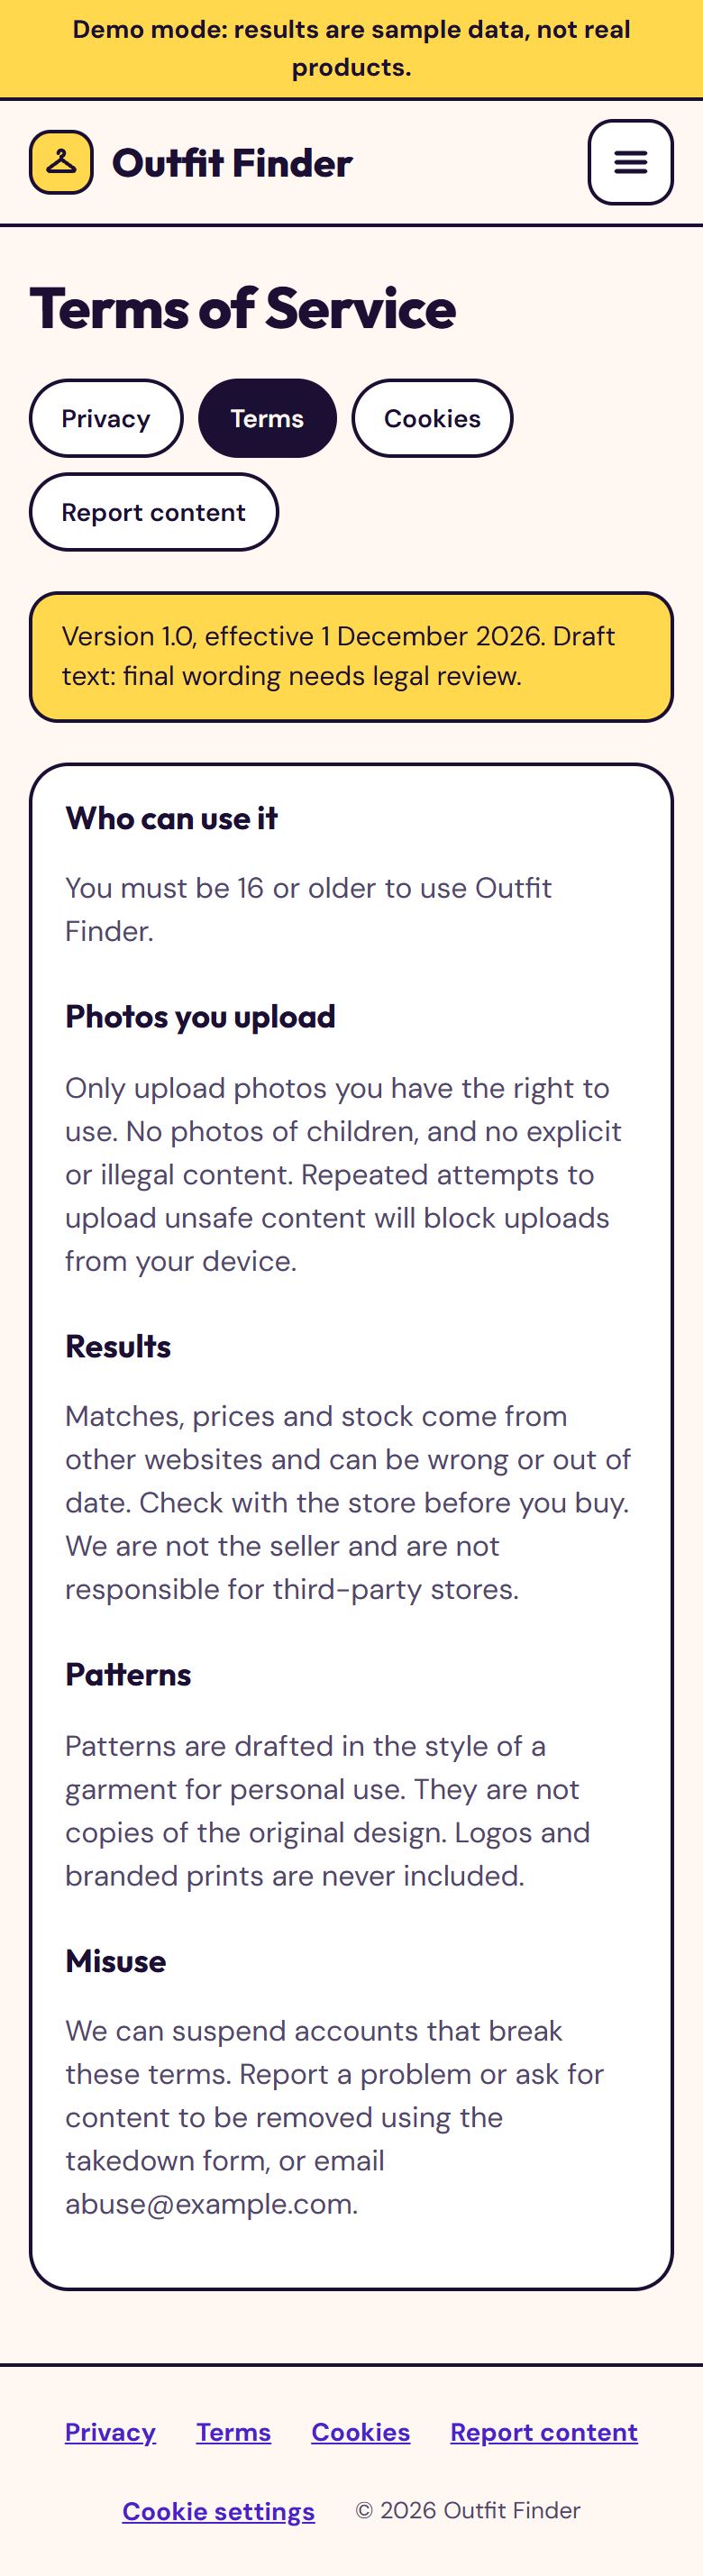 Demo mode: results are sample data, not real
products.
Outfit Finder
Terms of Service
Privacy
Terms
Cookies
Report content
Version 1.0, effective 1 December 2026. Draft
text: final wording needs legal review.
Who can use it
You must be 16 or older to use Outfit
Finder.
Photos you upload
Only upload photos you have the right to
use. No photos of children, and no explicit
or illegal content. Repeated attempts to
upload unsafe content will block uploads
from your device.
Results
Matches, prices and stock come from
other websites and can be wrong or out of
date. Check with the store before you buy.
We are not the seller and are not
responsible for third-party stores.
Patterns
Patterns are drafted in the style of a
garment for personal use. They are not
copies of the original design. Logos and
branded prints are never included.
Misuse
We can suspend accounts that break
these terms. Report a problem or ask for
content to be removed using the
takedown form, or email
abuse@example.com.
Privacy Terms Cookies Report content
Cookie settings © 2026 Outfit Finder